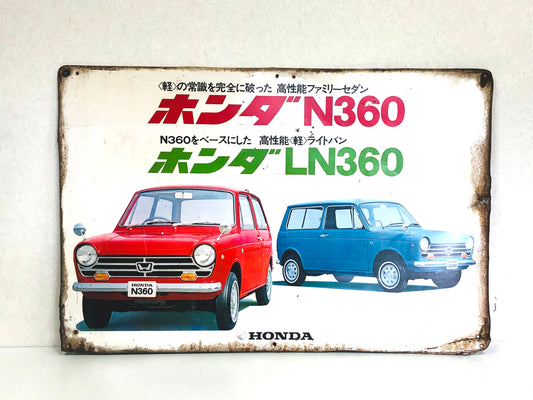 〈軽〉の常識を完全に破った 高性能ファミリーセダン
ホンダN360
N360をベースにした 高性能〈軽〉ライトバン
ホンダLN360
HONDA
N360
HONDA